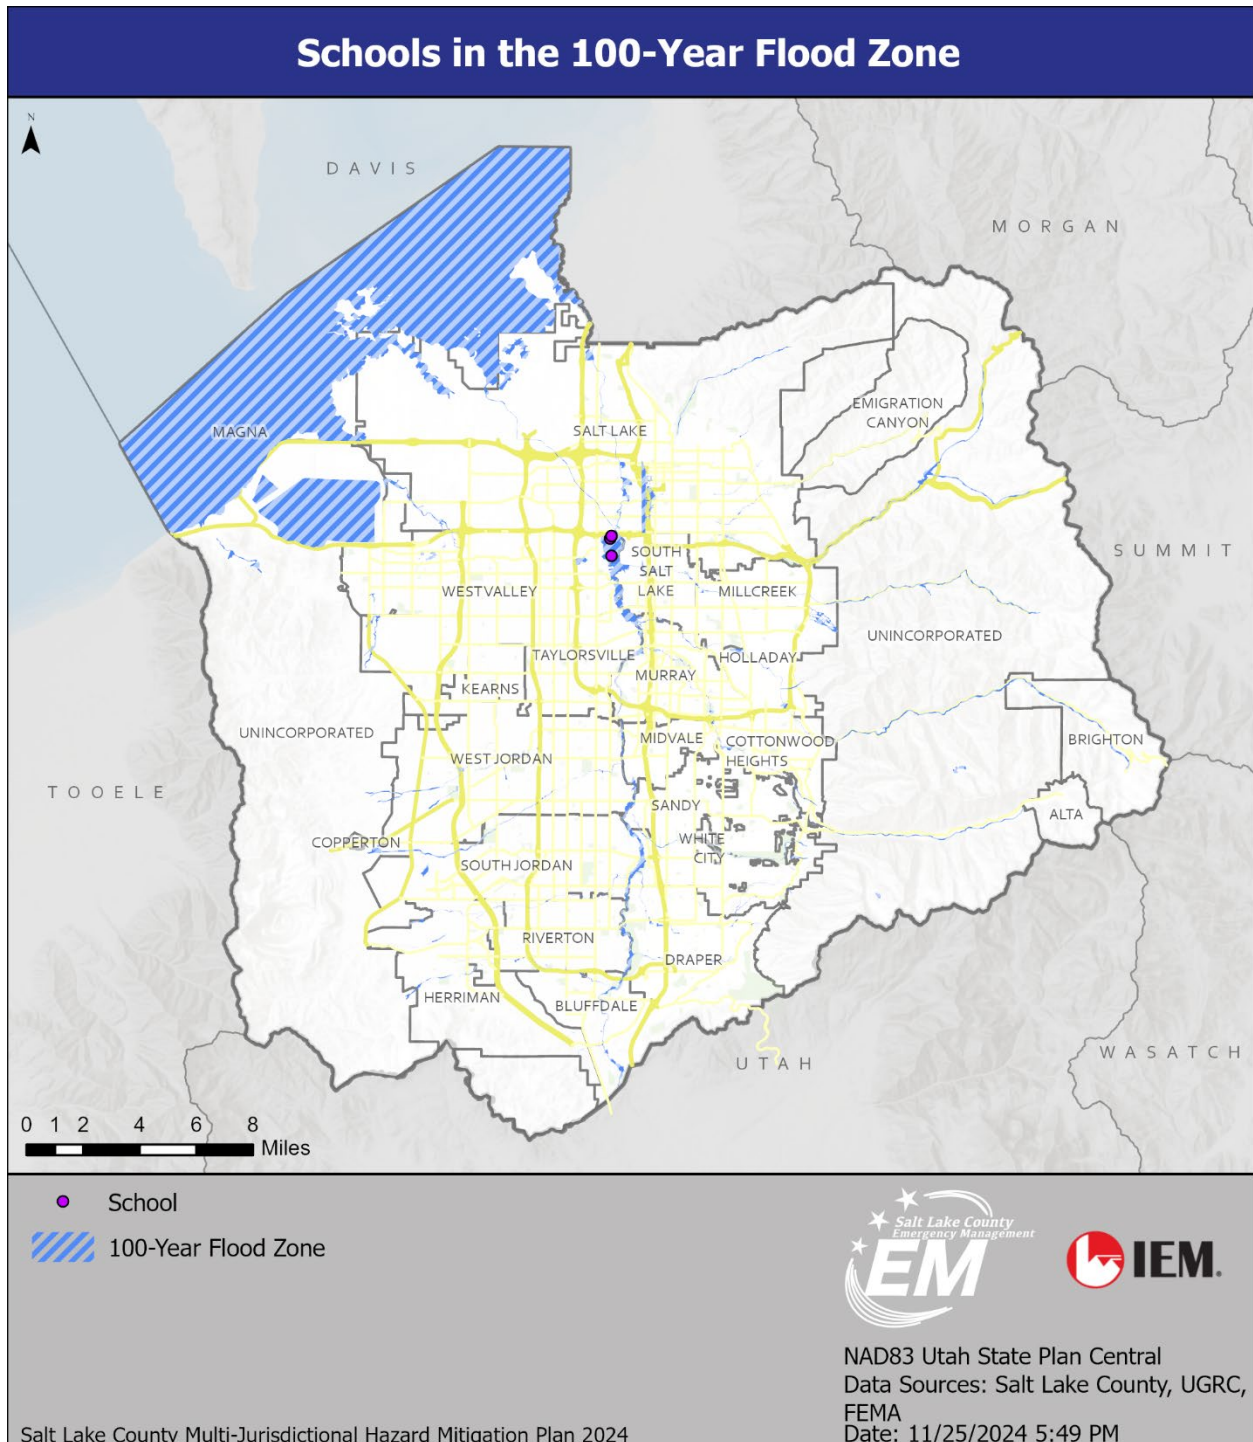 Schools in the 100-Year Flood Zone
N
DAVIS
MORGAN
EMIGRATION
CANYON
MAGNA
SALT LAKE
SUMMIT
SOUTH
SALT
LAKE
WEST VALLEY
MILLCREEK
UNINCORPORATED
TAYLORSVILLE
HOLLADAY
MURRAY
KEARNS
UNINCORPORATED
MIDVALE
COTTONWOOD
HEIGHTS
BRIGHTON
WEST JORDAN
TOOELE
SANDY
ALTA
WHITE
CITY
COPPERTON
SOUTH JORDAN
RIVERTON
DRAPER
HERRIMAN
BLUFFDALE
UTAH
WASATCH
0 1 2 4 6 8
Miles
School
100-Year Flood Zone
Salt Lake County
Emergency Management
EM
IEM.
NAD83 Utah State Plan Central
Data Sources: Salt Lake County, UGRC,
FEMA
Date: 11/25/2024 5:49 PM
Salt Lake County Multi-Jurisdictional Hazard Mitigation Plan 2024